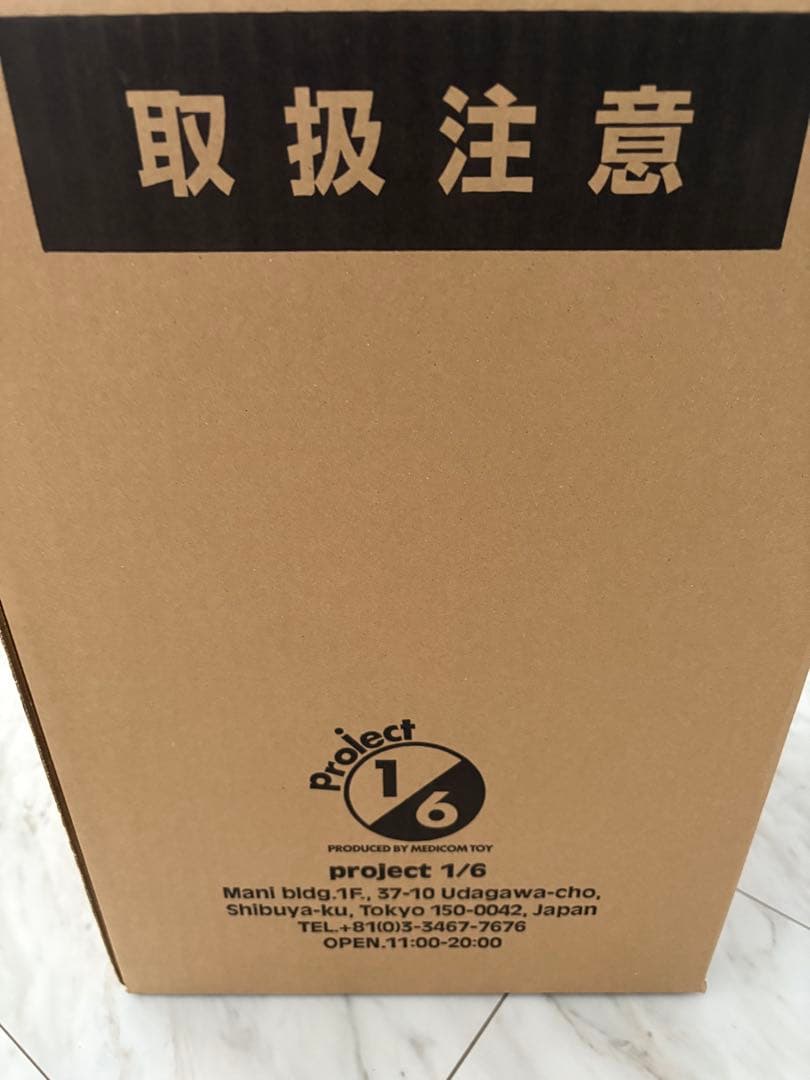 取扱注意
project
1/6
PRODUCED BY MEDICOM TOY
project 1/6
Mani bldg.1F., 37-10 Udagawa-cho,
Shibuya-ku, Tokyo 150-0042, Japan
TEL.+81(0)3-3467-7676
OPEN.11:00-20:00